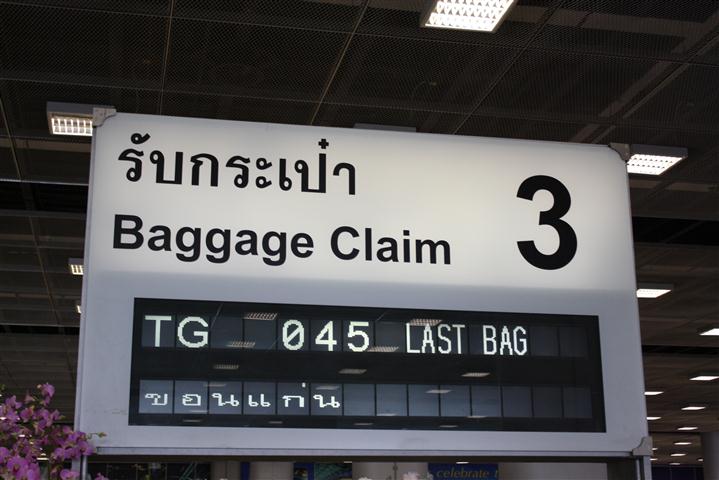 รับกระเป๋า
Baggage Claim
3
TG 045 LAST BAG
ขอนแก่น
celebrate